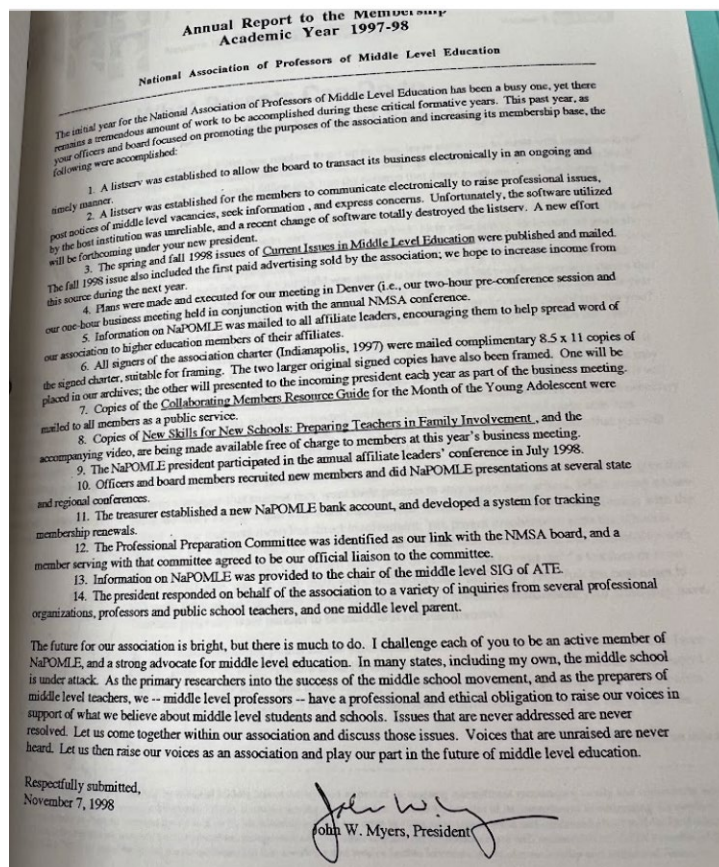 Annual Report to the Membership
Academic Year 1997-98
National Association of Professors of Middle Level Education
The initial year for the National Association of Professors of Middle Level Education has been a busy one, yet there
remains a tremendous amount of work to be accomplished during these critical formative years. This past year, as
your officers and board focused on promoting the purposes of the association and increasing its membership base, the
following were accomplished:
1. A listserv was established to allow the board to transact its business electronically in an ongoing and
timely manner.
2. A listserv was established for the members to communicate electronically to raise professional issues,
post notices of middle level vacancies, seek information , and express concerns. Unfortunately, the software utilized
by the host institution was unreliable, and a recent change of software totally destroyed the listserv. A new effort
will be forthcoming under your new president.
3. The spring and fall 1998 issues of Current Issues in Middle Level Education were published and mailed.
The fall 1998 issue also included the first paid advertising sold by the association; we hope to increase income from
this source during the next year.
4. Plans were made and executed for our meeting in Denver (i.e., our two-hour pre-conference session and
our one-hour business meeting held in conjunction with the annual NMSA conference.
5. Information on NaPOMLE was mailed to all affiliate leaders, encouraging them to help spread word of
our association to higher education members of their affiliates.
6. All signers of the association charter (Indianapolis, 1997) were mailed complimentary 8.5 x 11 copies of
the signed charter, suitable for framing. The two larger original signed copies have also been framed. One will be
placed in our archives; the other will presented to the incoming president each year as part of the business meeting.
7. Copies of the Collaborating Members Resource Guide for the Month of the Young Adolescent were
mailed to all members as a public service.
8. Copies of New Skills for New Schools: Preparing Teachers in Family Involvement , and the
accompanying video, are being made available free of charge to members at this year's business meeting.
9. The NaPOMLE president participated in the annual affiliate leaders' conference in July 1998.
10. Officers and board members recruited new members and did NaPOMLE presentations at several state
and regional conferences.
11. The treasurer established a new NaPOMLE bank account, and developed a system for tracking
membership renewals.
12. The Professional Preparation Committee was identified as our link with the NMSA board, and a
member serving with that committee agreed to be our official liaison to the committee.
13. Information on NaPOMLE was provided to the chair of the middle level SIG of ATE.
14. The president responded on behalf of the association to a variety of inquiries from several professional
organizations, professors and public school teachers, and one middle level parent.
The future for our association is bright, but there is much to do. I challenge each of you to be an active member of
NaPOMLE, and a strong advocate for middle level education. In many states, including my own, the middle school
is under attack. As the primary researchers into the success of the middle school movement, and as the preparers of
middle level teachers, we -- middle level professors -- have a professional and ethical obligation to raise our voices in
support of what we believe about middle level students and schools. Issues that are never addressed are never
resolved. Let us come together within our association and discuss those issues. Voices that are unraised are never
heard. Let us then raise our voices as an association and play our part in the future of middle level education.
Respectfully submitted,
November 7, 1998
John W. Myers, President